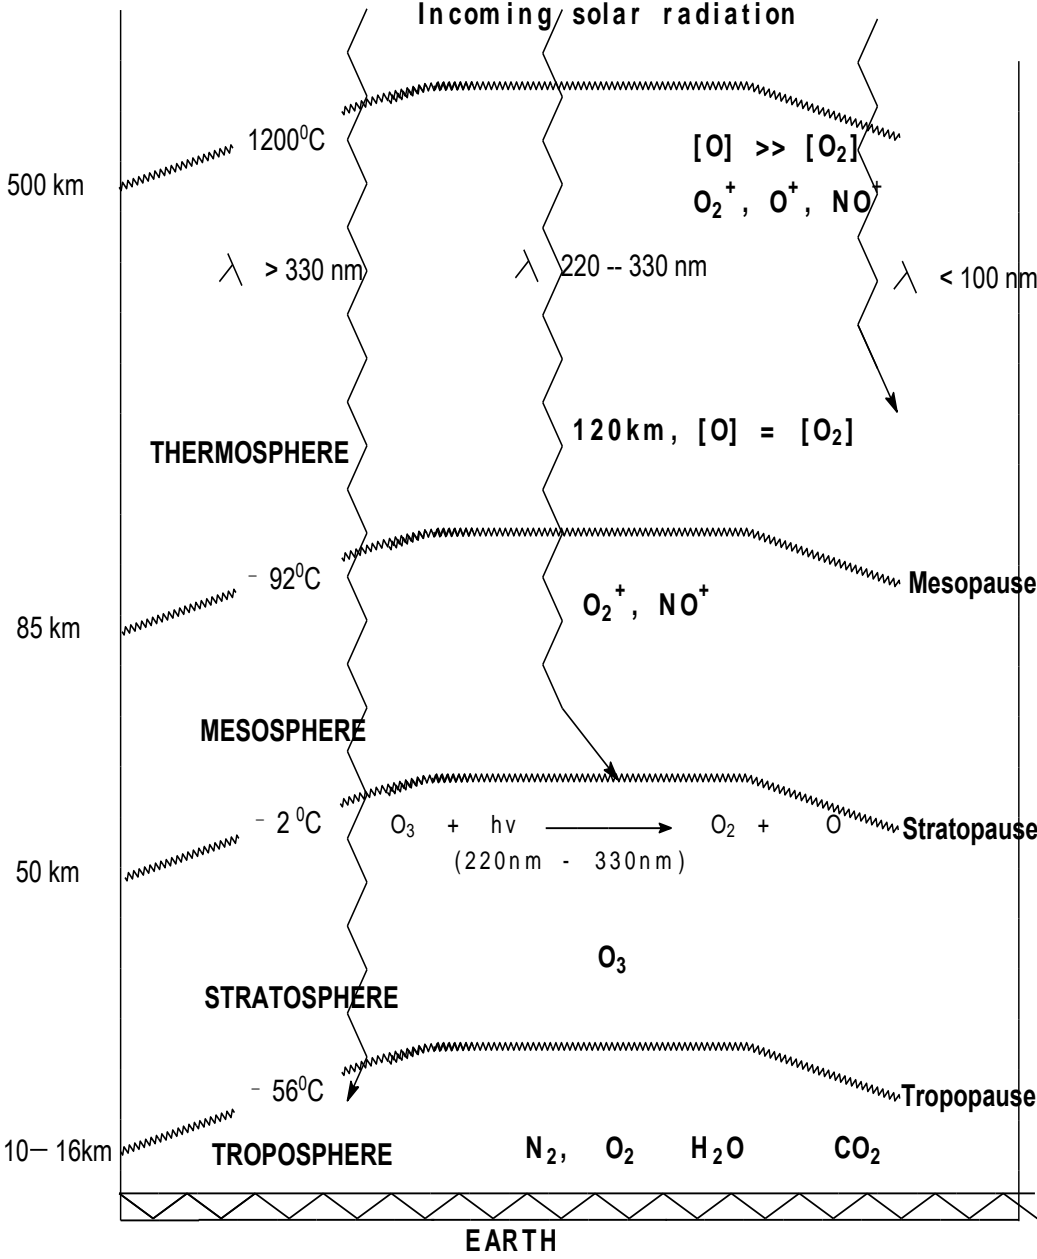 Incoming solar radiation
1200⁰C
[O] >> [O₂]
500 km
O₂⁺, O⁺, NO⁺
λ > 330 nm
λ 220 -- 330 nm
λ < 100 nm
120km, [O] = [O₂]
THERMOSPHERE
– 92⁰C
Mesopause
O₂⁺, NO⁺
85 km
MESOSPHERE
– 2 ⁰C
O₃ + hv ⟶ O₂ + O
Stratopause
(220nm - 330nm)
50 km
O₃
STRATOSPHERE
– 56⁰C
Tropopause
10– 16km
TROPOSPHERE
N₂, O₂ H₂O CO₂
EARTH